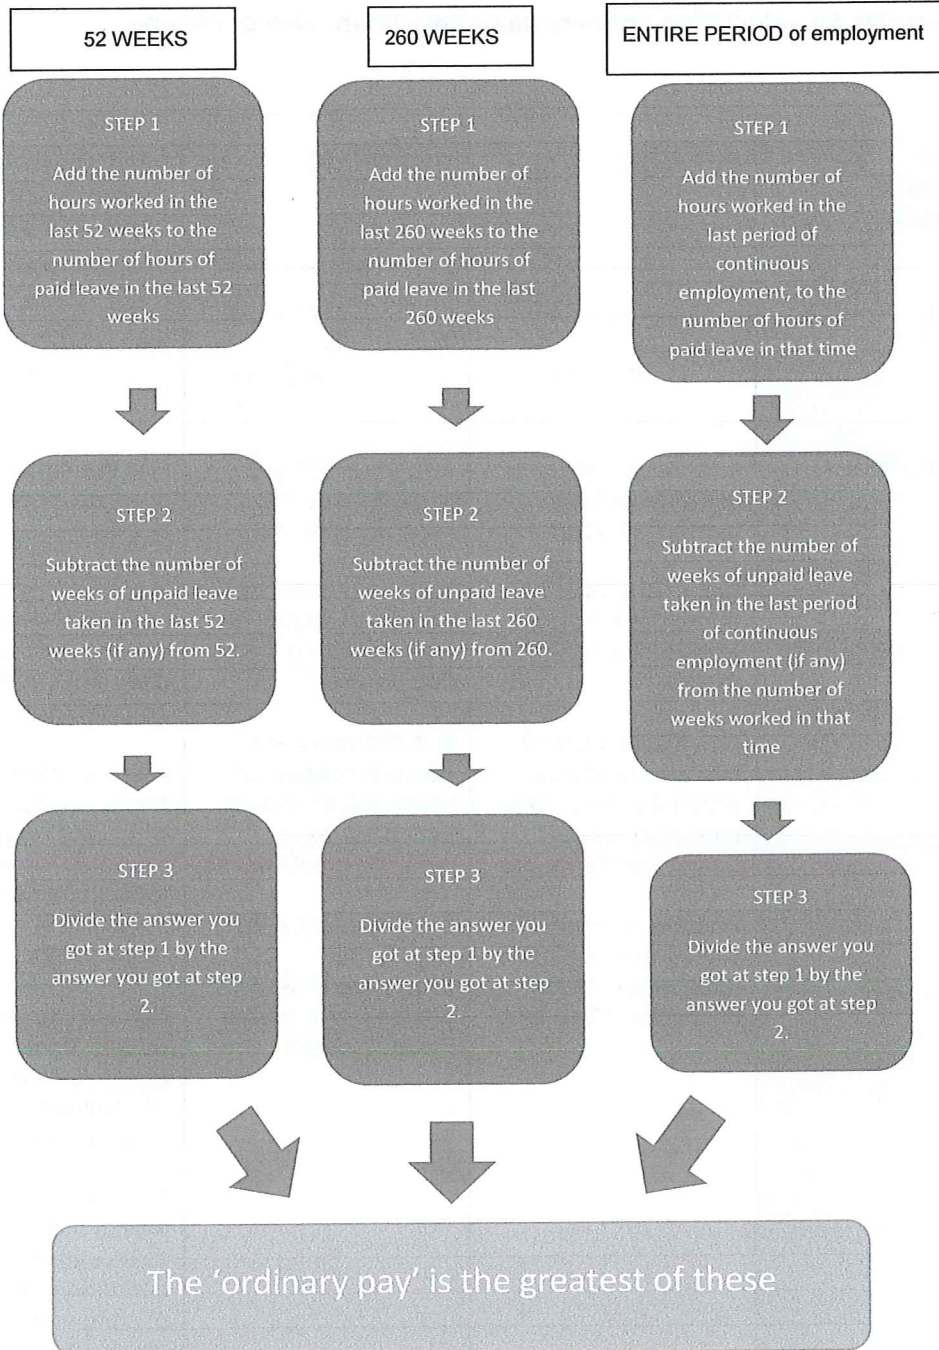 52 WEEKS
STEP 1
Add the number of
hours worked in the
last 52 weeks to the
number of hours of
paid leave in the last 52
weeks
STEP 2
Subtract the number of
weeks of unpaid leave
taken in the last 52
weeks (if any) from 52.
STEP 3
Divide the answer you
got at step 1 by the
answer you got at step
2.
260 WEEKS
STEP 1
Add the number of
hours worked in the
last 260 weeks to the
number of hours of
paid leave in the last
260 weeks
STEP 2
Subtract the number of
weeks of unpaid leave
taken in the last 260
weeks (if any) from 260.
STEP 3
Divide the answer you
got at step 1 by the
answer you got at step
2.
ENTIRE PERIOD of employment
STEP 1
Add the number of
hours worked in the
last period of
continuous
employment, to the
number of hours of
paid leave in that time
STEP 2
Subtract the number of
weeks of unpaid leave
taken in the last period
of continuous
employment (if any)
from the number of
weeks worked in that
time
STEP 3
Divide the answer you
got at step 1 by the
answer you got at step
2.
The 'ordinary pay' is the greatest of these